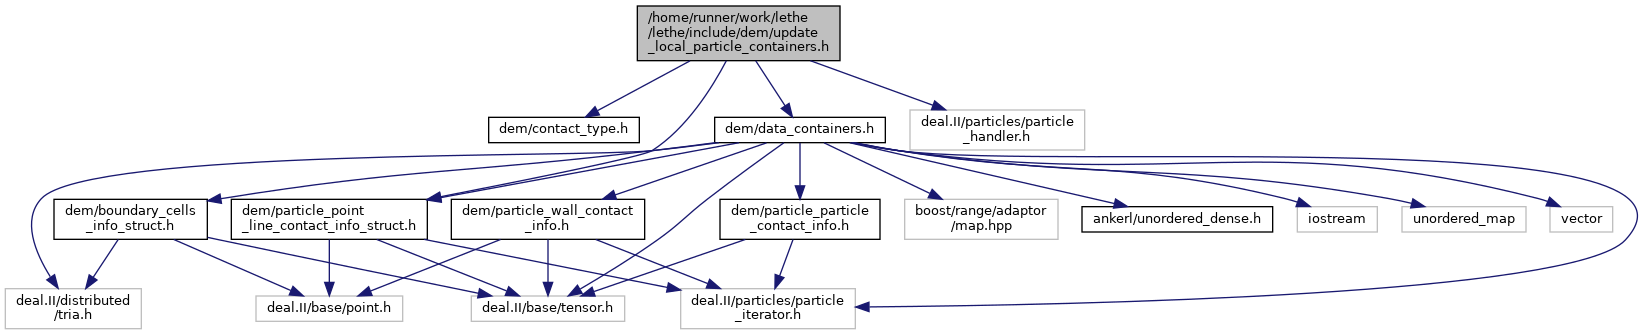 /home/runner/work/lethe
/lethe/include/dem/update
_local_particle_containers.h
dem/contact_type.h
dem/data_containers.h
deal.II/particles/particle
_handler.h
dem/boundary_cells
_info_struct.h
dem/particle_point
_line_contact_info_struct.h
dem/particle_wall_contact
_info.h
dem/particle_particle
_contact_info.h
boost/range/adaptor
/map.hpp
ankerl/unordered_dense.h
iostream
unordered_map
vector
deal.II/distributed
/tria.h
deal.II/base/point.h
deal.II/base/tensor.h
deal.II/particles/particle
_iterator.h